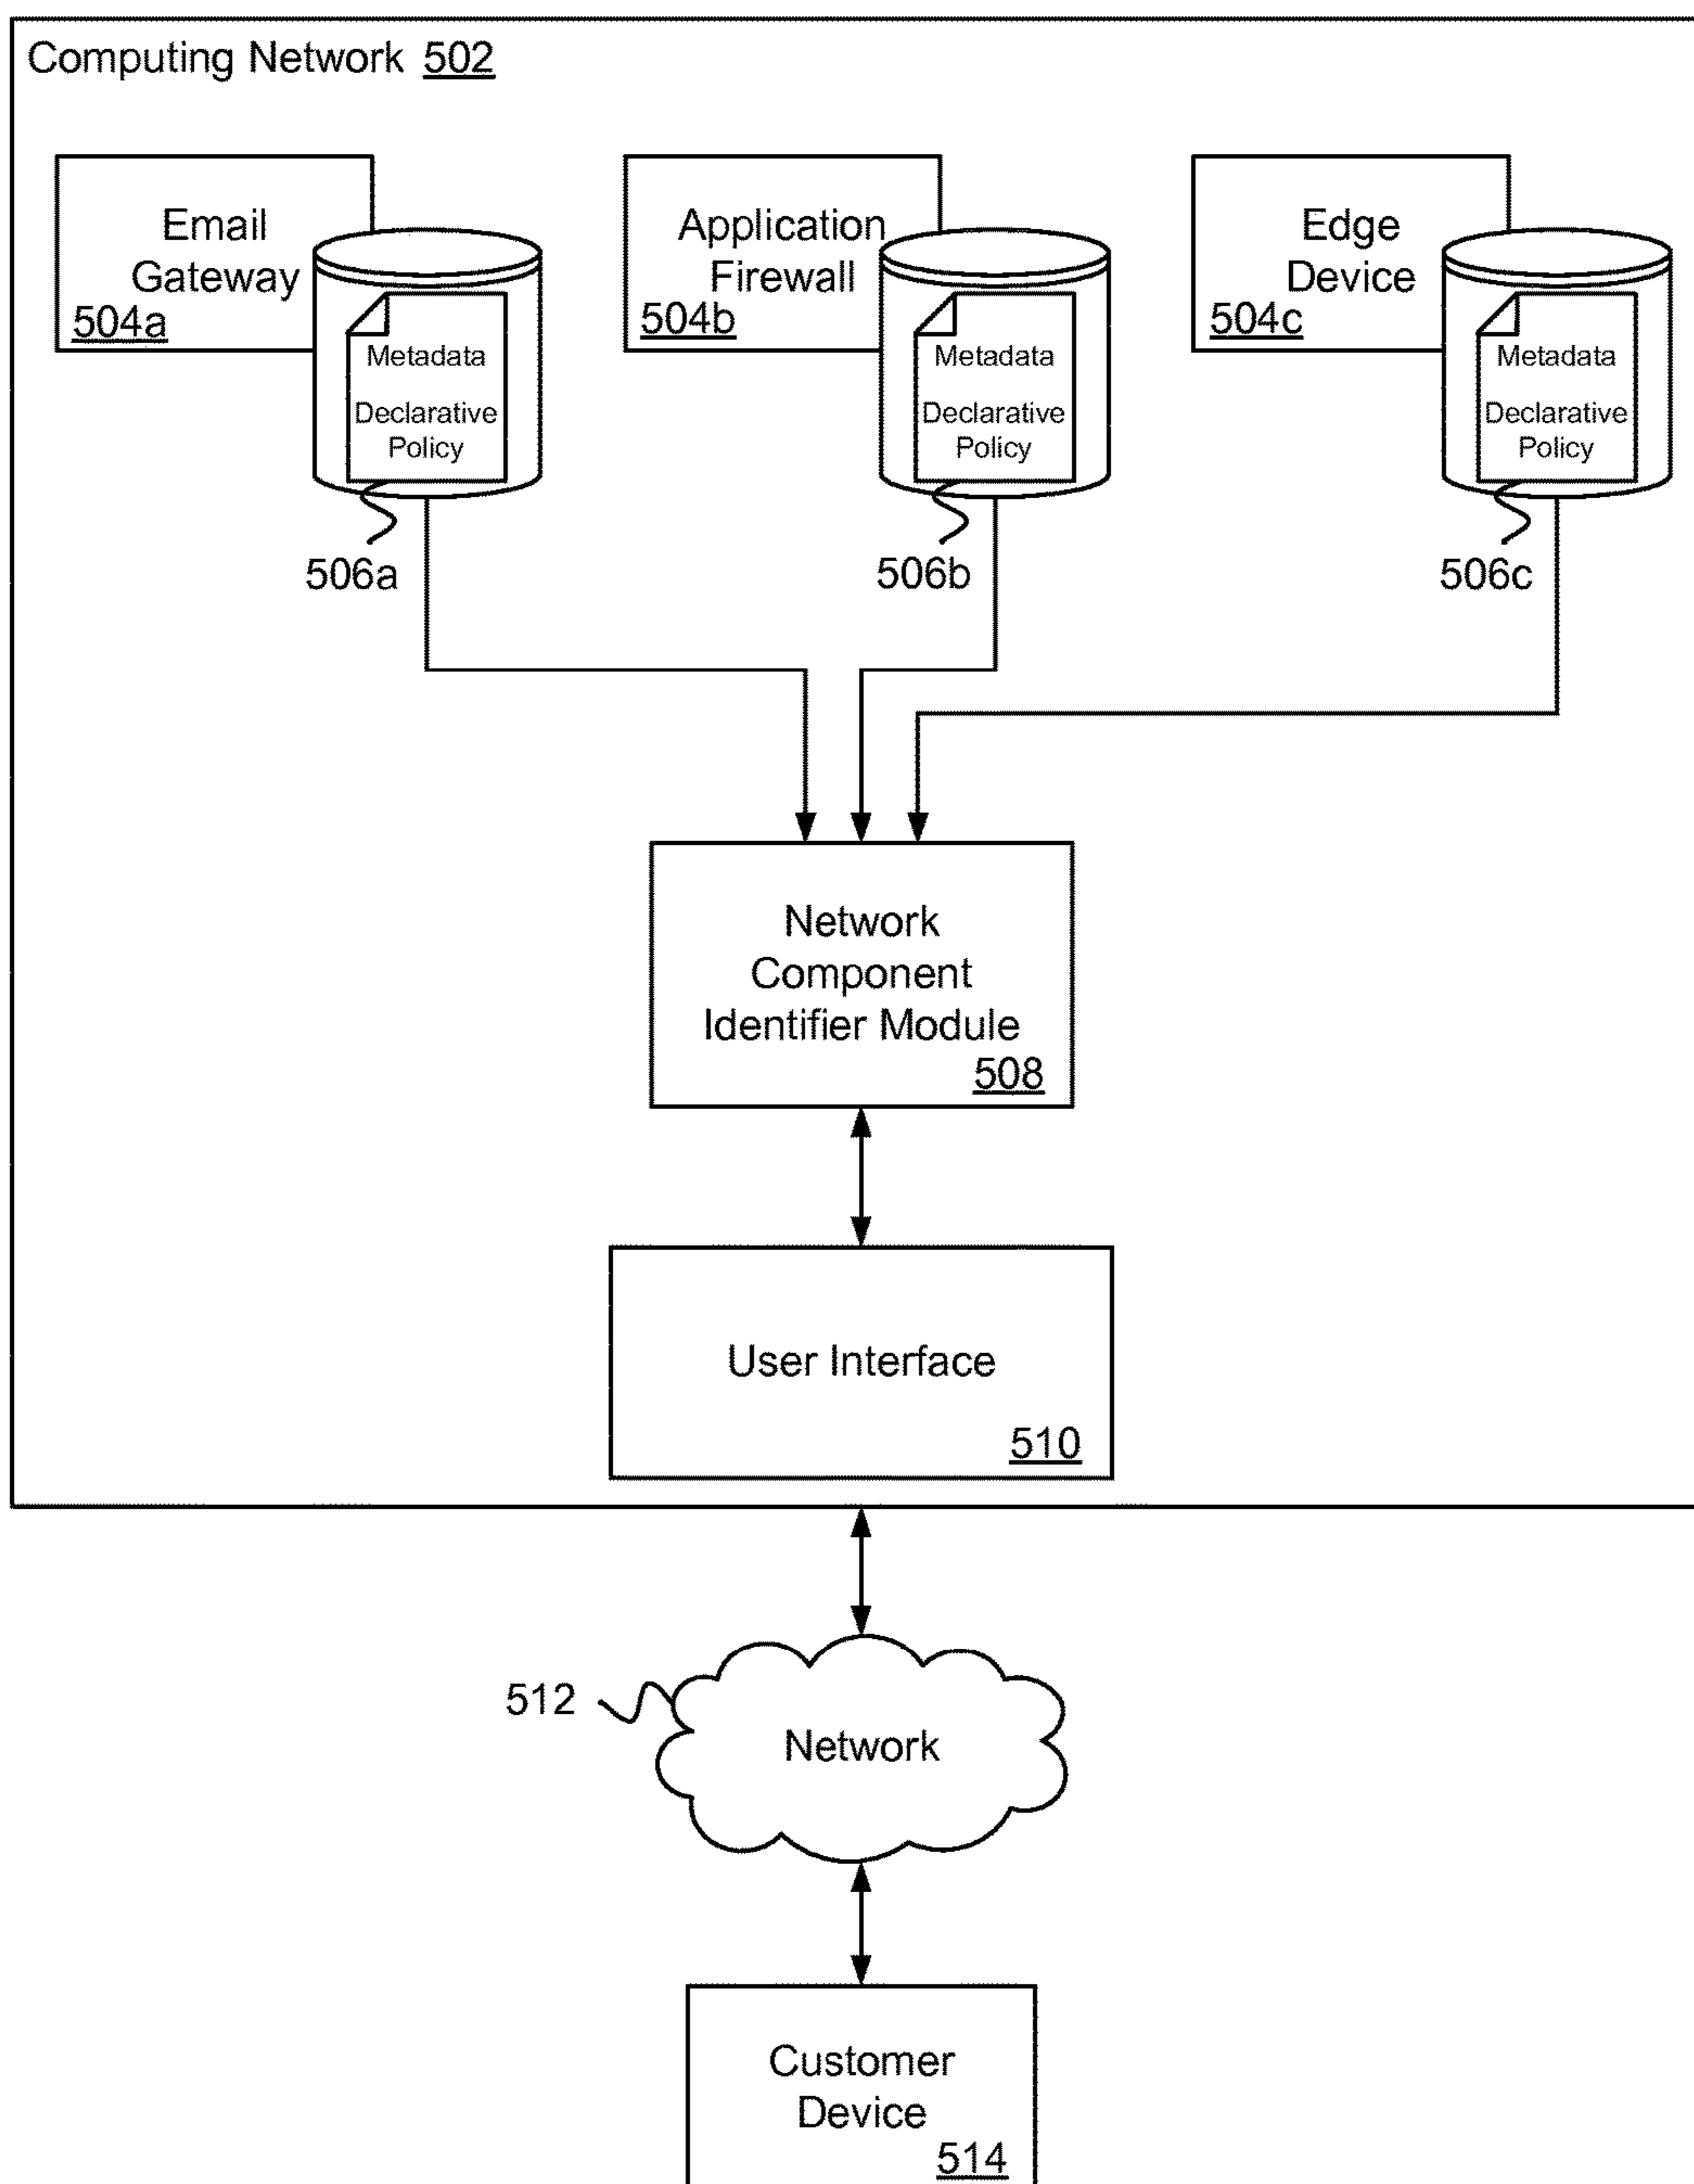 Computing Network 502
Email
Gateway
504a
Metadata
Declarative
Policy
506a
Application
Firewall
504b
Metadata
Declarative
Policy
506b
Edge
Device
504c
Metadata
Declarative
Policy
506c
Network
Component
Identifier Module
508
User Interface
510
512
Network
Customer
Device
514